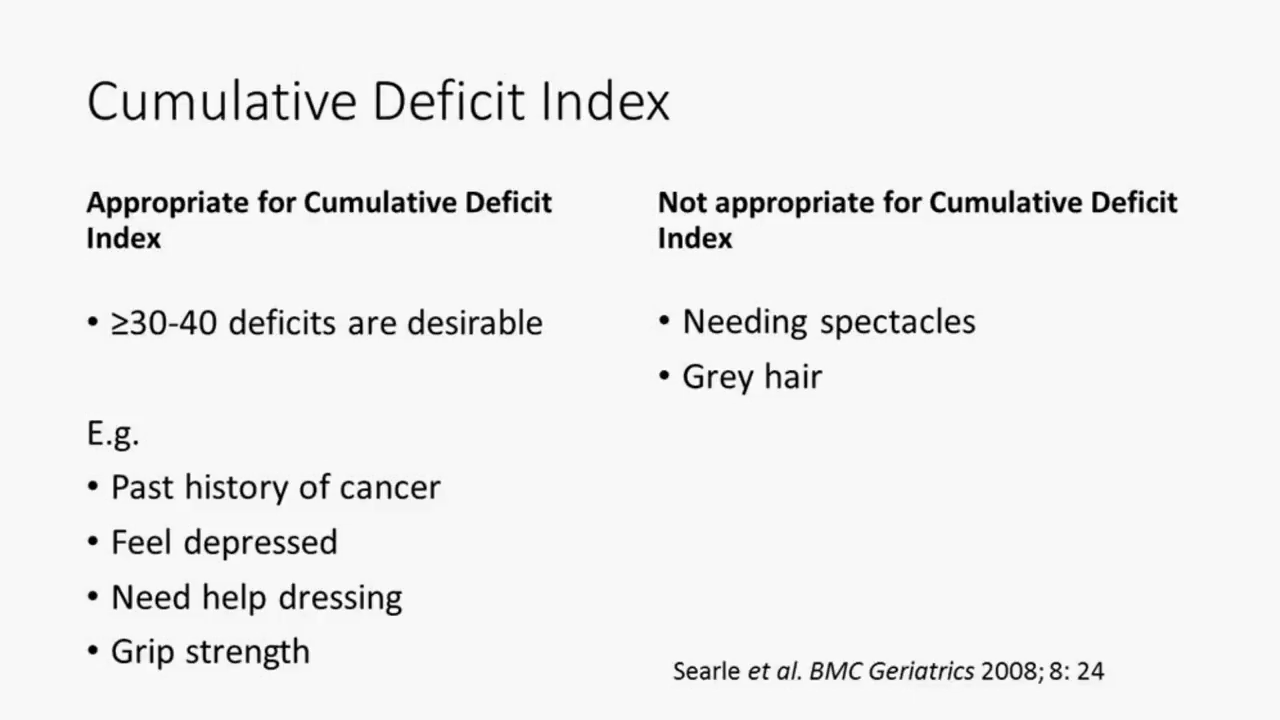 Cumulative Deficit Index
Appropriate for Cumulative Deficit
Index
• ≥30-40 deficits are desirable
E.g.
• Past history of cancer
• Feel depressed
• Need help dressing
• Grip strength
Not appropriate for Cumulative Deficit
Index
• Needing spectacles
• Grey hair
Searle et al. BMC Geriatrics 2008; 8: 24